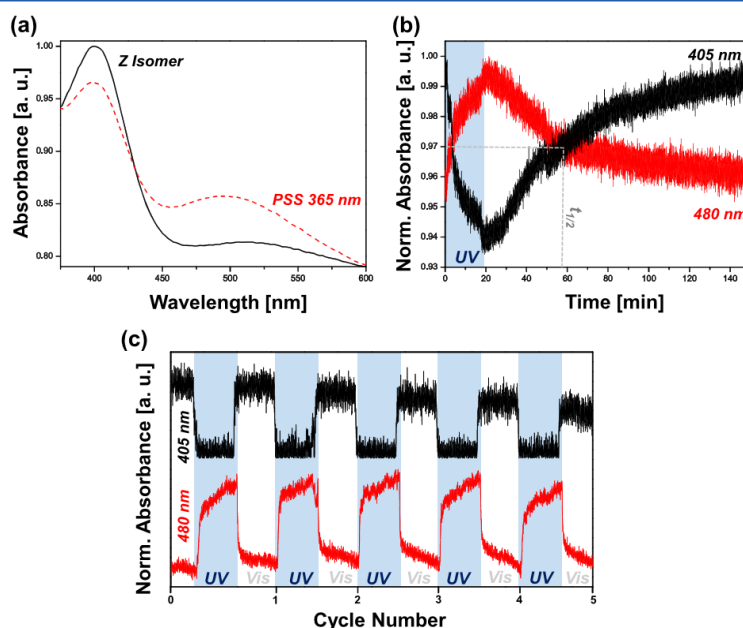 (a)
1.00
0.95
0.90
0.85
0.80
Absorbance [a. u.]
Z Isomer
PSS 365 nm
400
450
500
550
600
Wavelength [nm]
(b)
1.00
0.99
0.98
0.97
0.96
0.95
0.94
0.93
Norm. Absorbance [a. u.]
405 nm
480 nm
t1/2
UV
0
20
40
60
80
100
120
140
Time [min]
(c)
Norm. Absorbance [a. u.]
405 nm
480 nm
UV Vis UV Vis UV Vis UV Vis UV Vis
0 1 2 3 4 5
Cycle Number